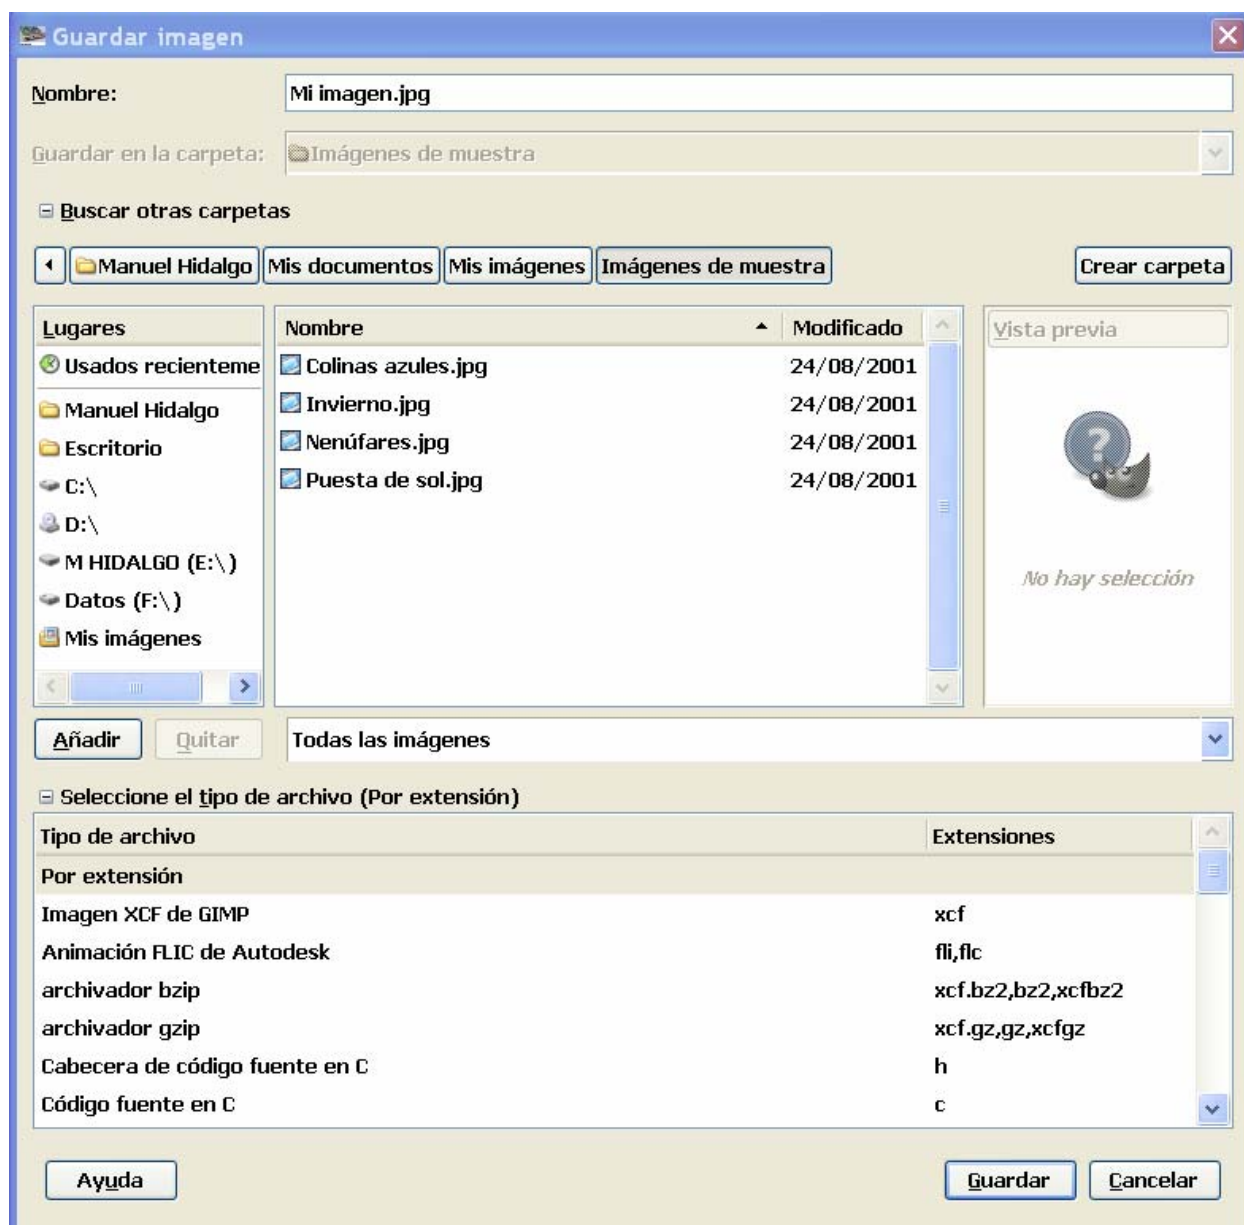 Guardar imagen
Nombre: Mi imagen.jpg
Guardar en la carpeta: Imágenes de muestra
Buscar otras carpetas
Manuel Hidalgo Mis documentos Mis imágenes Imágenes de muestra Crear carpeta
Lugares
Usados recienteme
Manuel Hidalgo
Escritorio
C:\
D:\
M HIDALGO (E:\)
Datos (F:\)
Mis imágenes
Nombre Modificado
Colinas azules.jpg 24/08/2001
Invierno.jpg 24/08/2001
Nenúfares.jpg 24/08/2001
Puesta de sol.jpg 24/08/2001
Vista previa
?
No hay selección
Añadir Quitar Todas las imágenes
Seleccione el tipo de archivo (Por extensión)
Tipo de archivo Extensiones
Por extensión
Imagen XCF de GIMP xcf
Animación FLIC de Autodesk fli,flc
archivador bzip xcf.bz2,bz2,xcfbz2
archivador gzip xcf.gz,gz,xcfgz
Cabecera de código fuente en C h
Código fuente en C c
Ayuda Guardar Cancelar